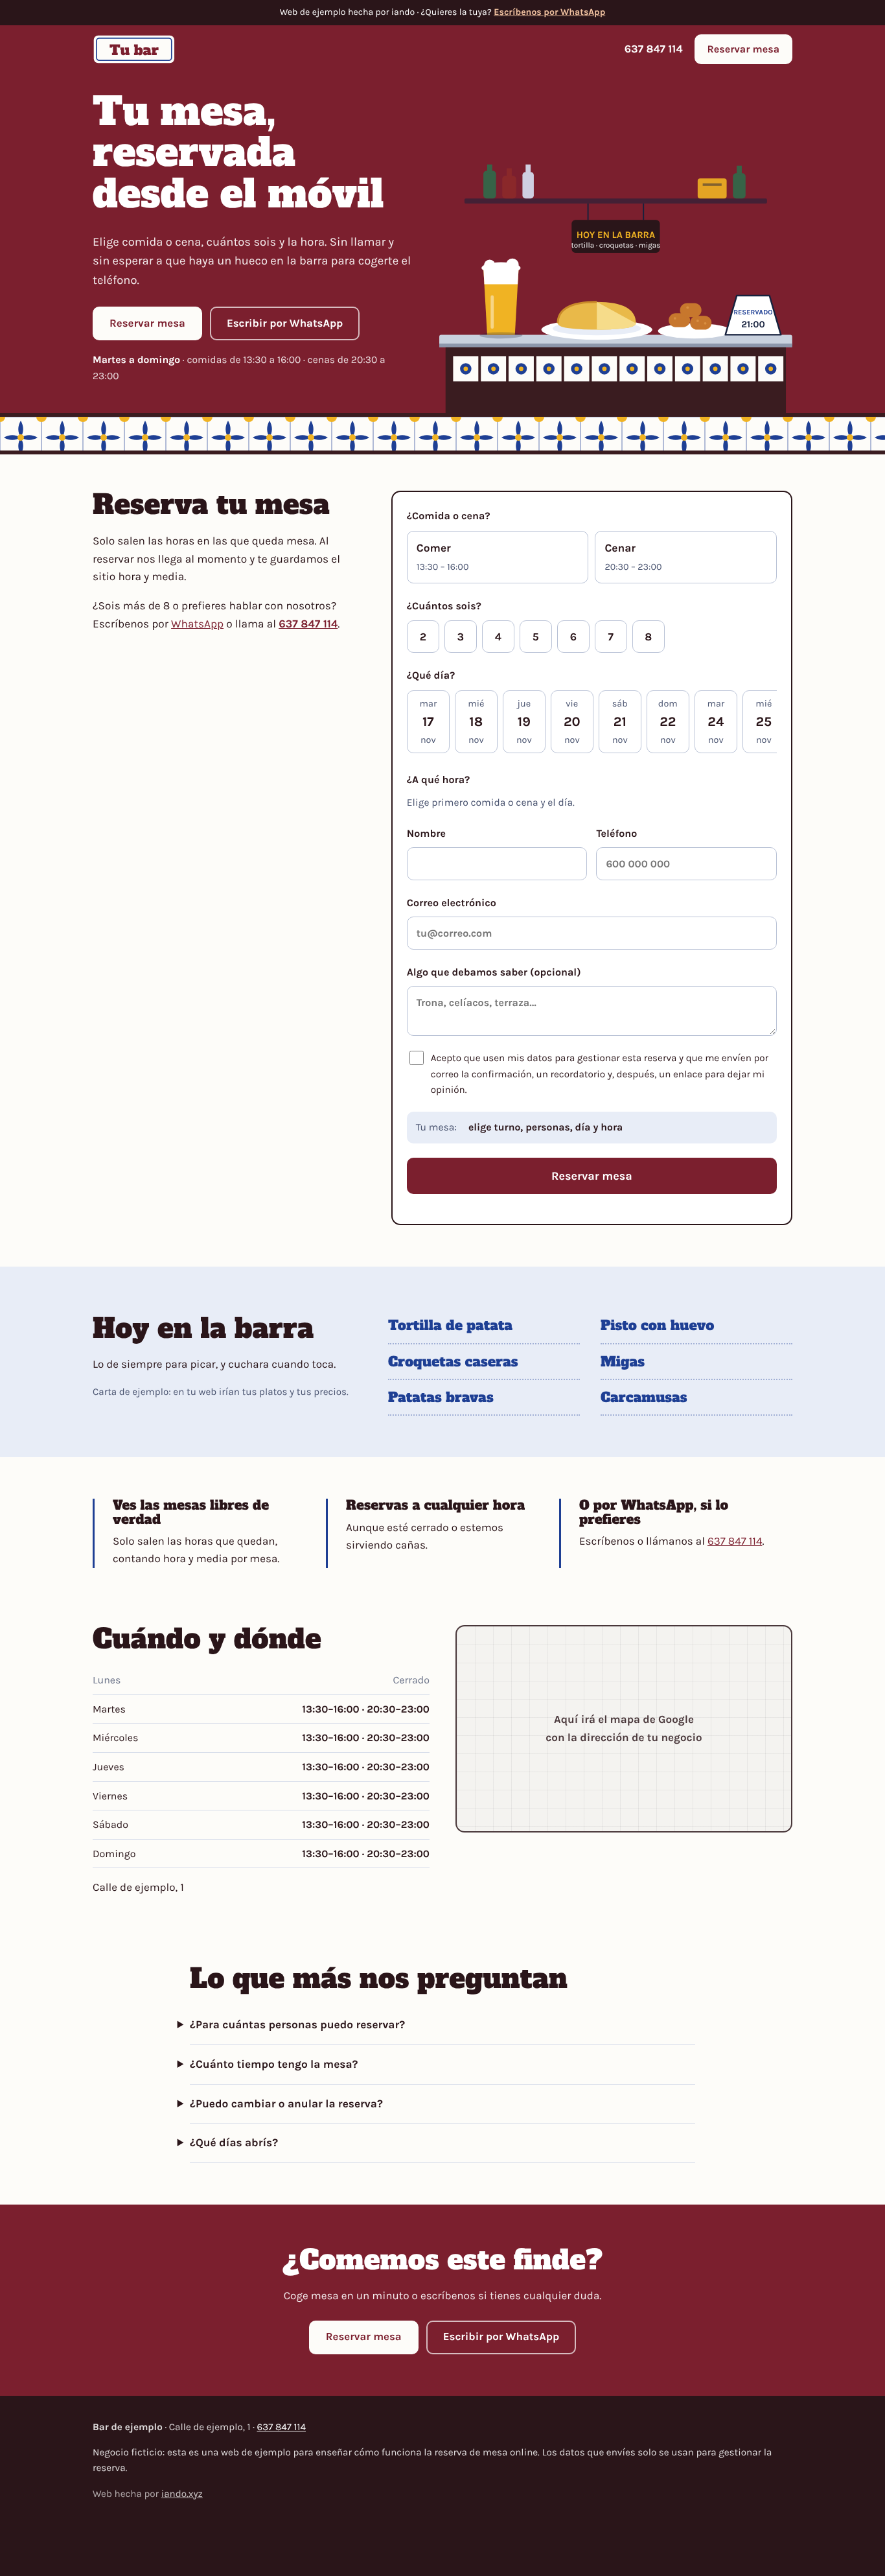 Web de ejemplo hecha por iando · ¿Quieres la tuya? Escríbenos por WhatsApp
Tu bar
637 847 114
Reservar mesa
Tu mesa,
reservada
desde el móvil
Elige comida o cena, cuántos sois y la hora. Sin llamar y
sin esperar a que haya un hueco en la barra para cogerte el
teléfono.
Reservar mesa
Escribir por WhatsApp
Martes a domingo · comidas de 13:30 a 16:00 · cenas de 20:30 a
23:00
HOY EN LA BARRA
tortilla · croquetas · migas
RESERVADO
21:00
Reserva tu mesa
Solo salen las horas en las que queda mesa. Al
reservar nos llega al momento y te guardamos el
sitio hora y media.
¿Sois más de 8 o prefieres hablar con nosotros?
Escríbenos por WhatsApp o llama al 637 847 114.
¿Comida o cena?
Comer
13:30 – 16:00
Cenar
20:30 – 23:00
¿Cuántos sois?
2 3 4 5 6 7 8
¿Qué día?
mar mié jue vie sáb dom mar mié
17 18 19 20 21 22 24 25
nov nov nov nov nov nov nov nov
¿A qué hora?
Elige primero comida o cena y el día.
Nombre
Teléfono
600 000 000
Correo electrónico
tu@correo.com
Algo que debamos saber (opcional)
Trona, celíacos, terraza...
Acepto que usen mis datos para gestionar esta reserva y que me envíen por
correo la confirmación, un recordatorio y, después, un enlace para dejar mi
opinión.
Tu mesa: elige turno, personas, día y hora
Reservar mesa
Hoy en la barra
Lo de siempre para picar, y cuchara cuando toca.
Carta de ejemplo: en tu web irían tus platos y tus precios.
Tortilla de patata
Pisto con huevo
Croquetas caseras
Migas
Patatas bravas
Carcamusas
Ves las mesas libres de
verdad
Solo salen las horas que quedan,
contando hora y media por mesa.
Reservas a cualquier hora
Aunque esté cerrado o estemos
sirviendo cañas.
O por WhatsApp, si lo
prefieres
Escríbenos o llámanos al 637 847 114.
Cuándo y dónde
Lunes Cerrado
Martes 13:30–16:00 · 20:30–23:00
Miércoles 13:30–16:00 · 20:30–23:00
Jueves 13:30–16:00 · 20:30–23:00
Viernes 13:30–16:00 · 20:30–23:00
Sábado 13:30–16:00 · 20:30–23:00
Domingo 13:30–16:00 · 20:30–23:00
Calle de ejemplo, 1
Aquí irá el mapa de Google
con la dirección de tu negocio
Lo que más nos preguntan
¿Para cuántas personas puedo reservar?
¿Cuánto tiempo tengo la mesa?
¿Puedo cambiar o anular la reserva?
¿Qué días abrís?
¿Comemos este finde?
Coge mesa en un minuto o escríbenos si tienes cualquier duda.
Reservar mesa
Escribir por WhatsApp
Bar de ejemplo · Calle de ejemplo, 1 · 637 847 114
Negocio ficticio: esta es una web de ejemplo para enseñar cómo funciona la reserva de mesa online. Los datos que envíes solo se usan para gestionar la
reserva.
Web hecha por iando.xyz